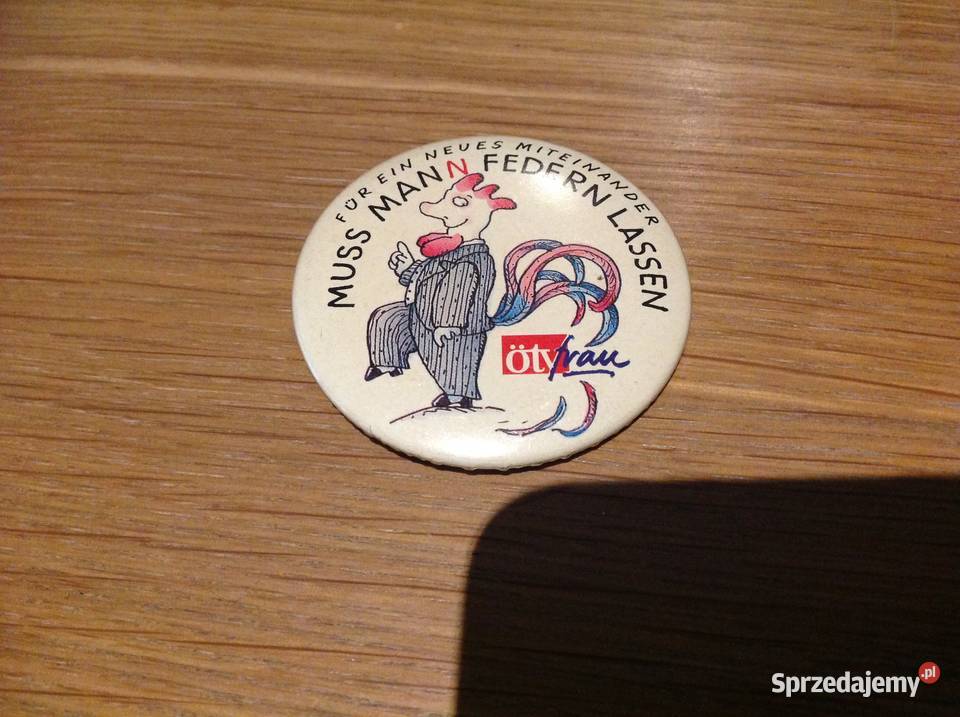 FÜR EIN NEUES MITEINANDER
MUSS MANN FEDERN LASSEN
ötv frau
Sprzedajemy.pl